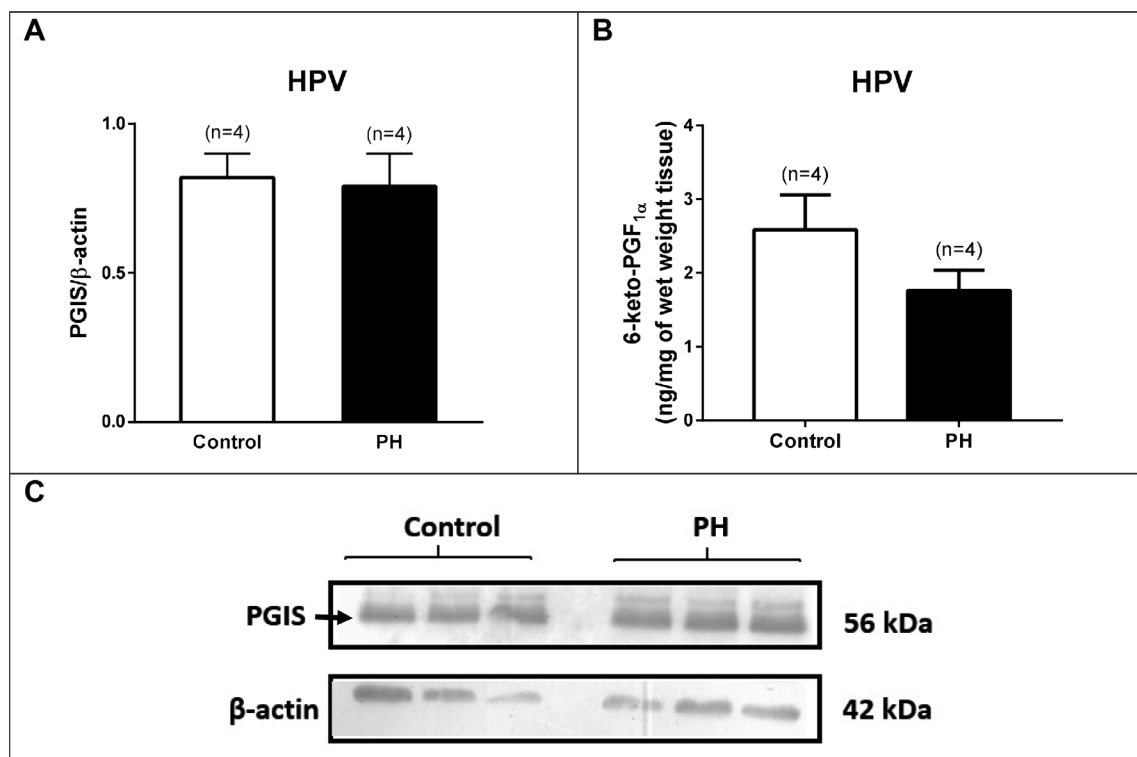 A
HPV
(n=4)
(n=4)
1.0
0.5
0.0
PGIS/β-actin
Control
PH
B
HPV
(n=4)
(n=4)
4
3
2
1
0
6-keto-PGF1α
(ng/mg of wet weight tissue)
Control
PH
C
Control
PH
PGIS
56 kDa
β-actin
42 kDa